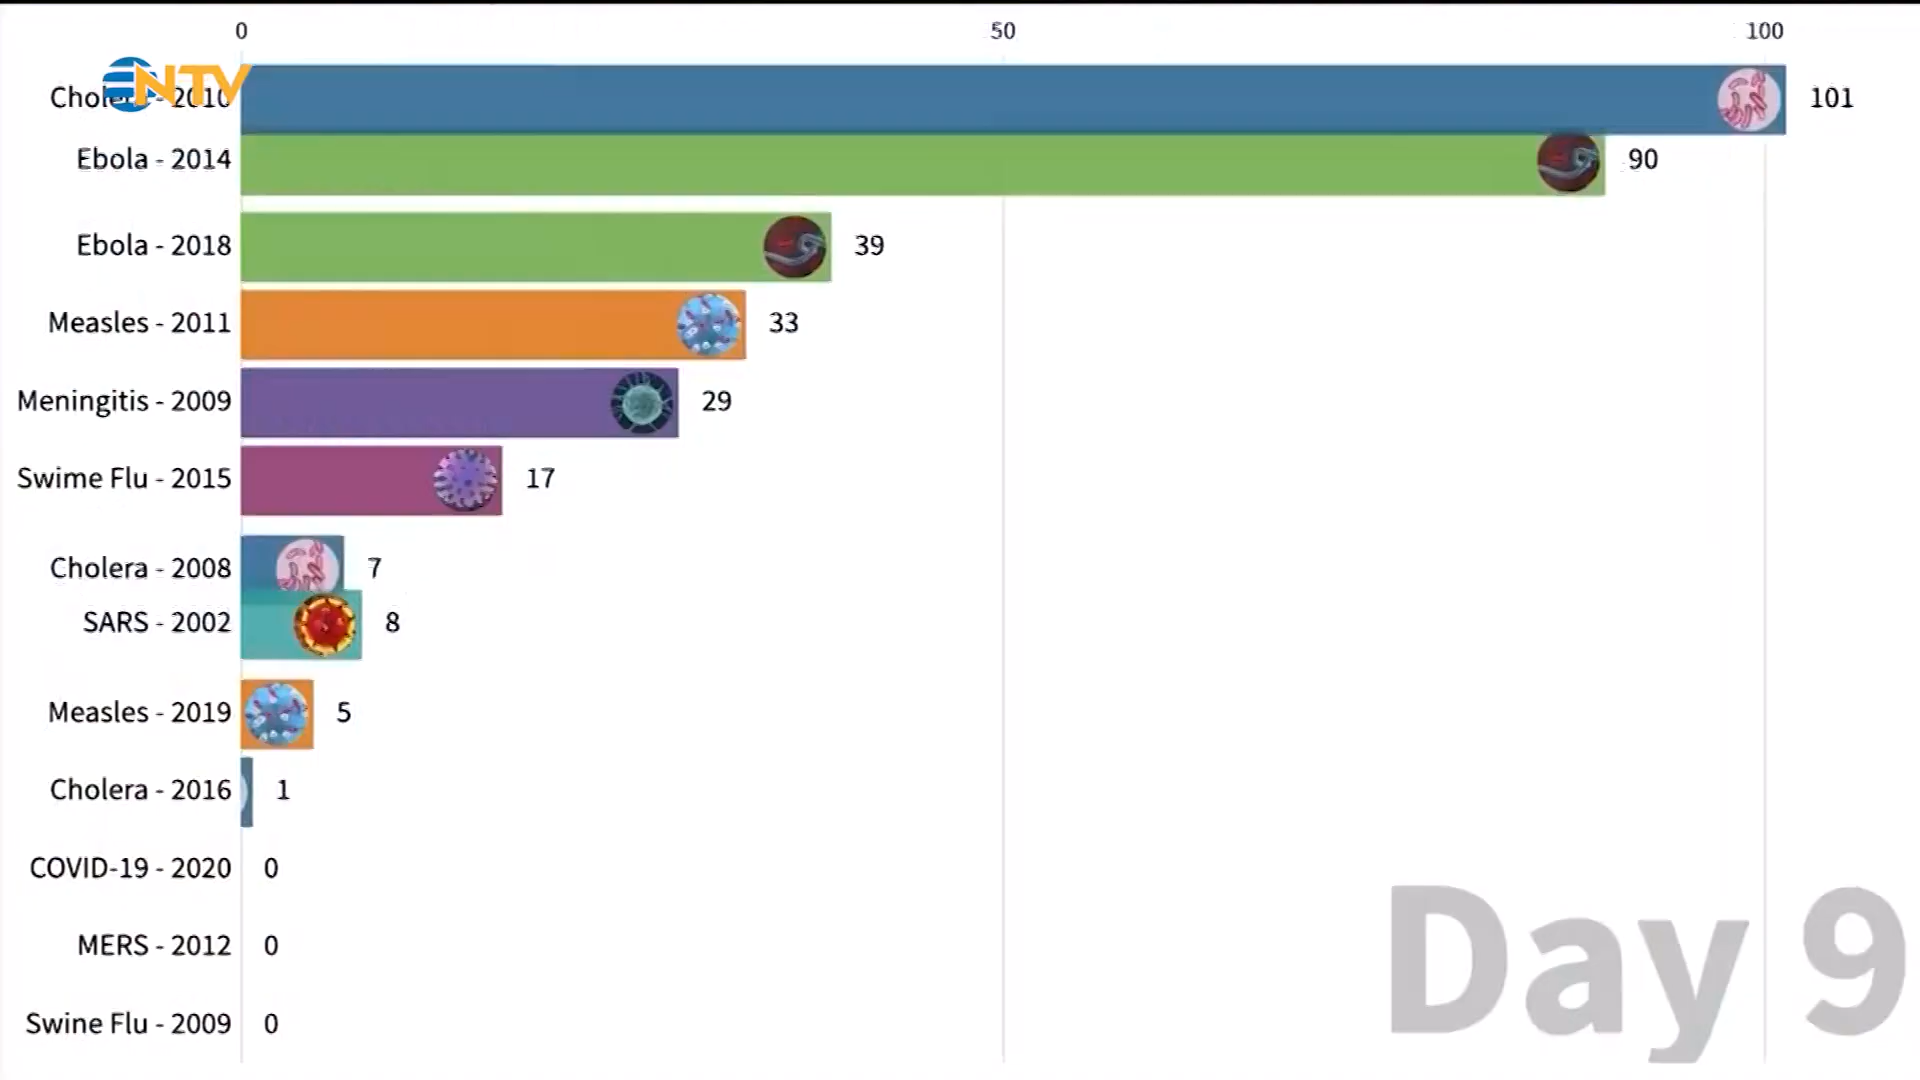 0 50 100
NTV
2010 101
Ebola - 2014 90
Ebola - 2018 39
Measles - 2011 33
Meningitis - 2009 29
Swime Flu - 2015 17
Cholera - 2008 7
SARS - 2002 8
Measles - 2019 5
Cholera - 2016 1
COVID-19 - 2020 0
MERS - 2012 0
Swine Flu - 2009 0
Day 9